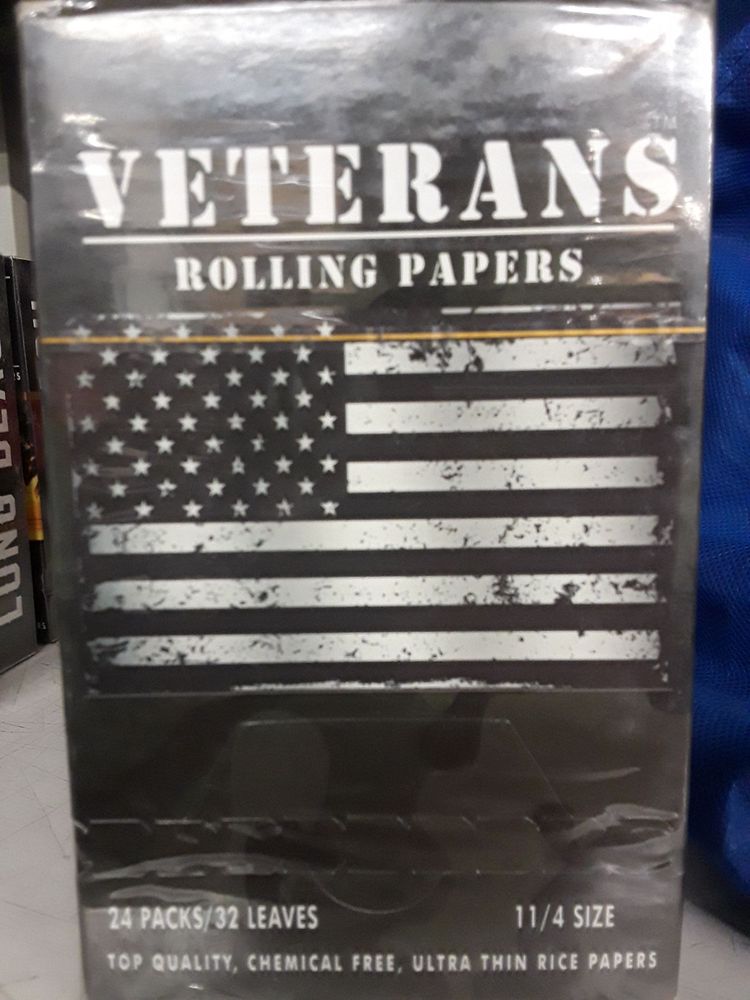 TM
VETERANS
ROLLING PAPERS
24 PACKS/32 LEAVES
11/4 SIZE
TOP QUALITY, CHEMICAL FREE, ULTRA THIN RICE PAPERS
LONG